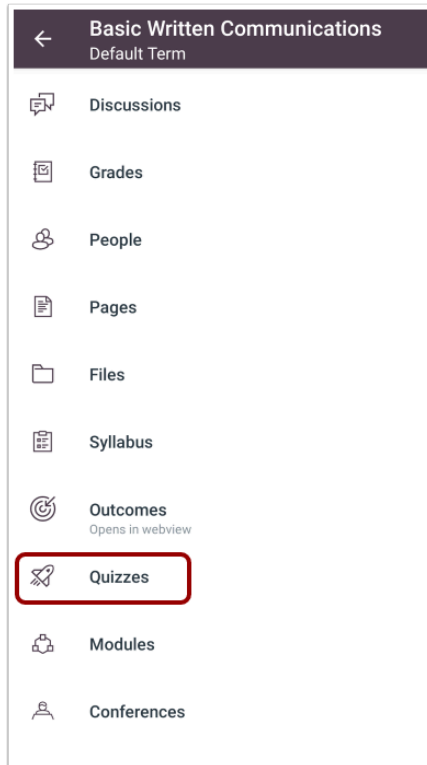 Basic Written Communications
Default Term
Discussions
Grades
People
Pages
Files
Syllabus
Outcomes
Opens in webview
Quizzes
Modules
Conferences